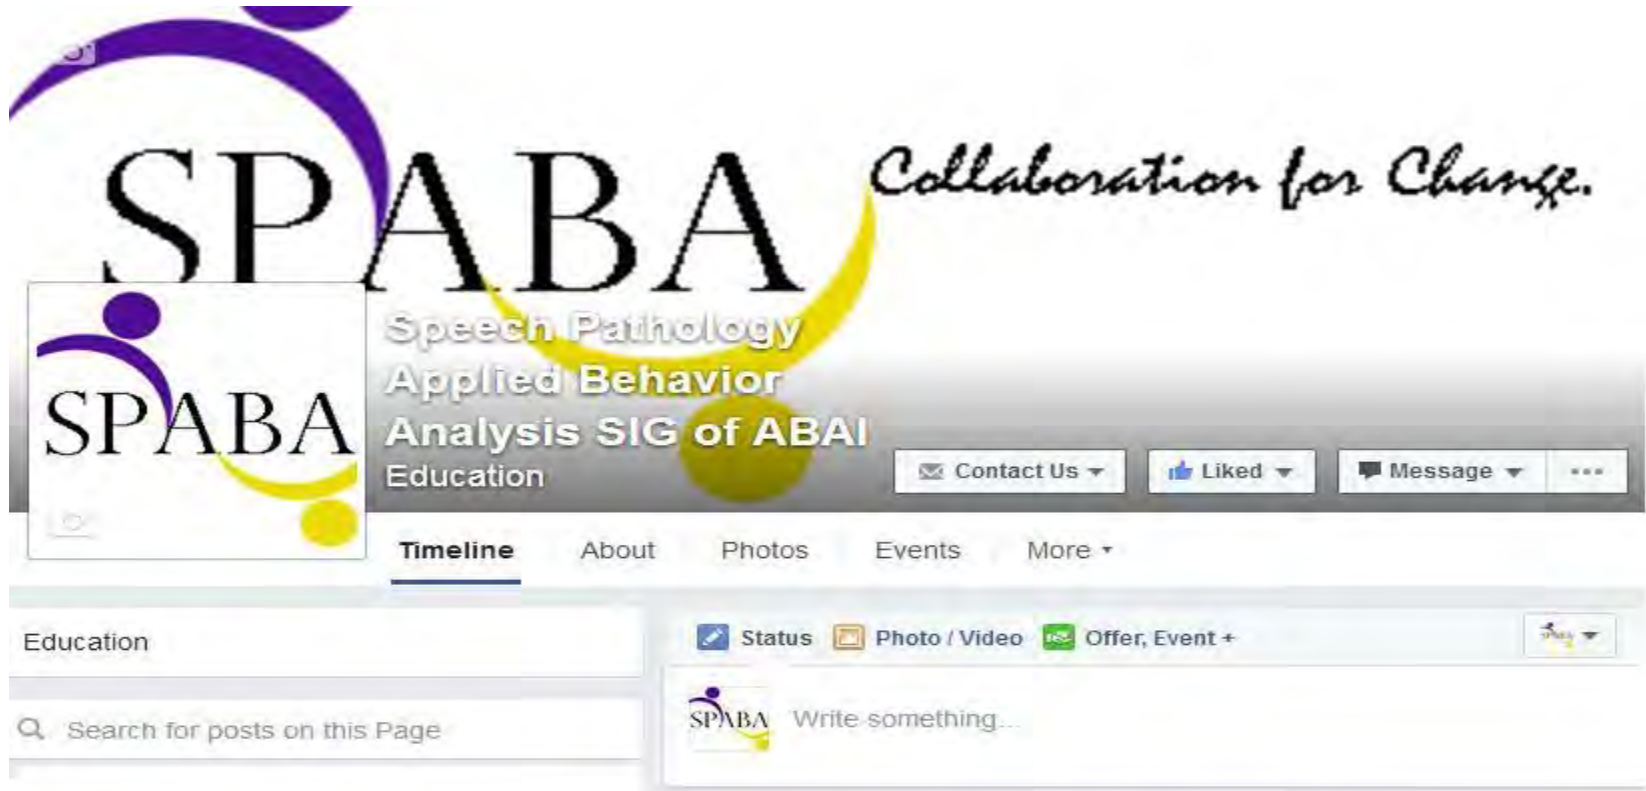 SPABA
Collaboration for Change.
SPABA
Speech Pathology
Applied Behavior
Analysis SIG of ABAI
Education
Contact Us
Liked
Message
Timeline
About
Photos
Events
More
Education
Status
Photo / Video
Offer, Event +
SPABA
Search for posts on this Page
SPABA
Write something...